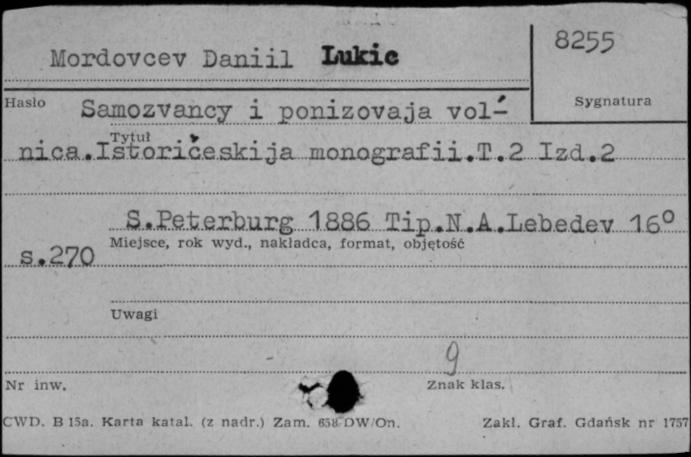 8255
Mordovcev Daniil Lukic
Hasło
Sygnatura
Samozvancy i ponizovaja vol´-
Tytuł
nica.Istoričeskija monografii.T.2 Izd.2
S.Peterburg 1886 Tip.N.A.Lebedev 16°
Miejsce, rok wyd., nakładca, format, objętość
s.270
Uwagi
9
Nr inw.
Znak klas.
CWD. B 15a. Karta katal. (z nadr.) Zam. 658 DW/On.
Zakl. Graf. Gdańsk nr 1757